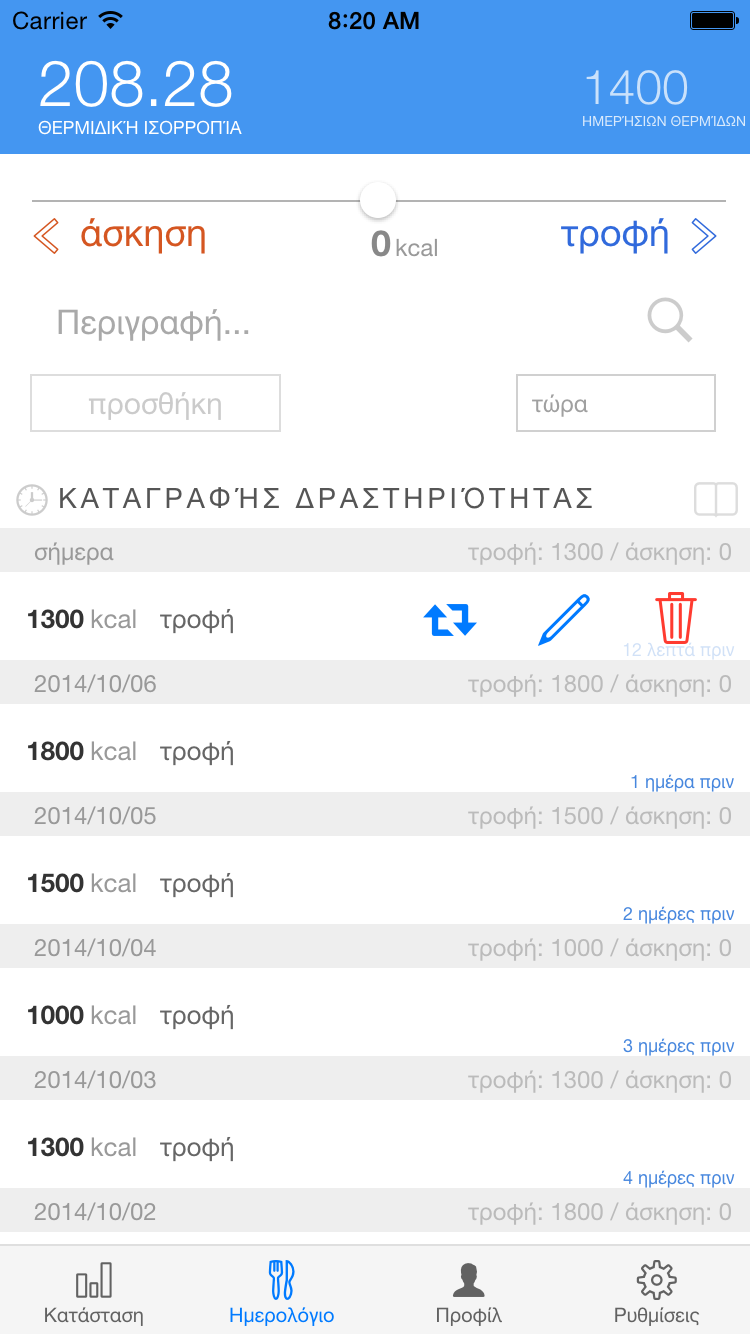 Carrier 8:20 AM
208.28 1400
ΘΕΡΜΙΔΙΚΉ ΙΣΟΡΡΟΠΊΑ ΗΜΕΡΉΣΙΩΝ ΘΕΡΜΊΔΩΝ
άσκηση 0 kcal τροφή
Περιγραφή...
προσθήκη τώρα
ΚΑΤΑΓΡΑΦΉΣ ΔΡΑΣΤΗΡΙΌΤΗΤΑΣ
σήμερα τροφή: 1300 / άσκηση: 0
1300 kcal τροφή
12 λεπτά πριν
2014/10/06 τροφή: 1800 / άσκηση: 0
1800 kcal τροφή
1 ημέρα πριν
2014/10/05 τροφή: 1500 / άσκηση: 0
1500 kcal τροφή
2 ημέρες πριν
2014/10/04 τροφή: 1000 / άσκηση: 0
1000 kcal τροφή
3 ημέρες πριν
2014/10/03 τροφή: 1300 / άσκηση: 0
1300 kcal τροφή
4 ημέρες πριν
2014/10/02 τροφή: 1800 / άσκηση: 0
Κατάσταση Ημερολόγιο Προφίλ Ρυθμίσεις